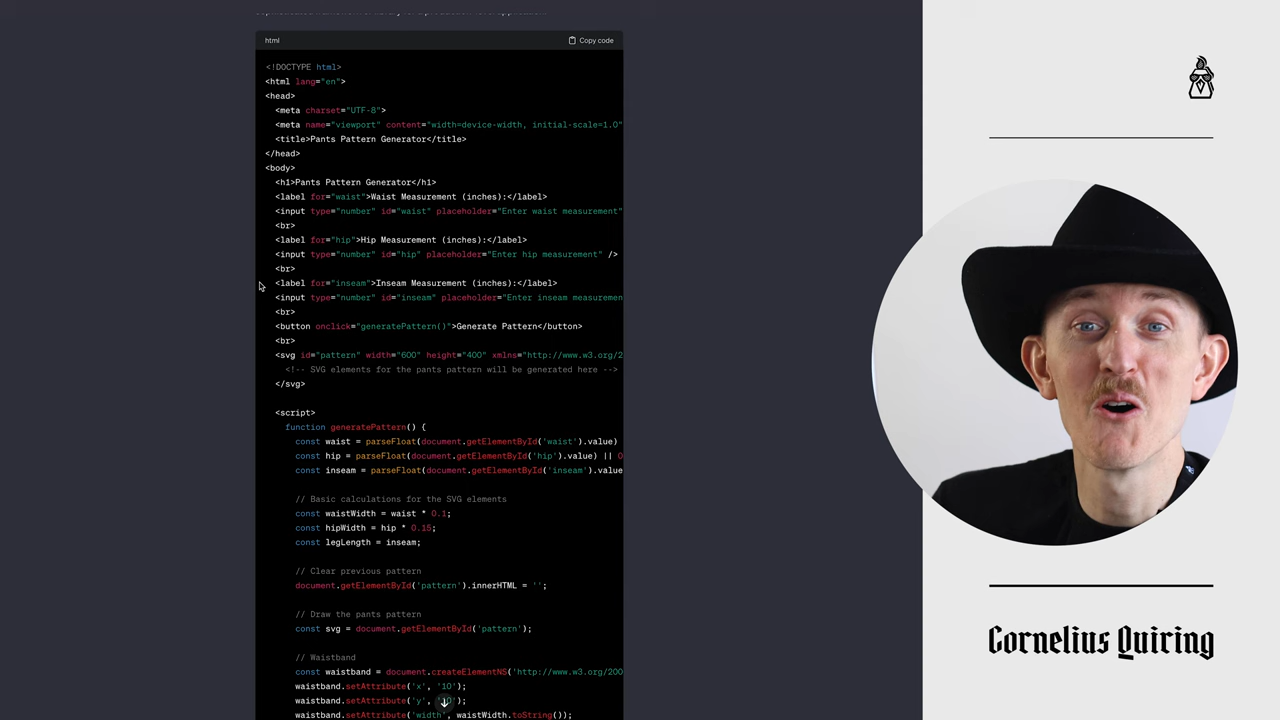 html
Copy code
<!DOCTYPE html>
<html lang="en">
<head>
<meta charset="UTF-8">
<meta name="viewport" content="width=device-width, initial-scale=1.0"
<title>Pants Pattern Generator</title>
</head>
<body>
<h1>Pants Pattern Generator</h1>
<label for="waist">Waist Measurement (inches):</label>
<input type="number" id="waist" placeholder="Enter waist measurement"
<br>
<label for="hip">Hip Measurement (inches):</label>
<input type="number" id="hip" placeholder="Enter hip measurement" />
<br>
<label for="inseam">Inseam Measurement (inches):</label>
<input type="number" id="inseam" placeholder="Enter inseam measuremen
<br>
<button onclick="generatePattern()">Generate Pattern</button>
<br>
<svg id="pattern" width="600" height="400" xmlns="http://www.w3.org/2
<!-- SVG elements for the pants pattern will be generated here -->
</svg>
<script>
function generatePattern() {
const waist = parseFloat(document.getElementById('waist').value)
const hip = parseFloat(document.getElementById('hip').value) || 0
const inseam = parseFloat(document.getElementById('inseam').value
// Basic calculations for the SVG elements
const waistWidth = waist * 0.1;
const hipWidth = hip * 0.15;
const legLength = inseam;
// Clear previous pattern
document.getElementById('pattern').innerHTML = '';
// Draw the pants pattern
const svg = document.getElementById('pattern');
// Waistband
const waistband = document.createElementNS('http://www.w3.org/200
waistband.setAttribute('x', '10');
waistband.setAttribute('y', '10');
waistband.setAttribute('width', waistWidth.toString());
Cornelius Quiring